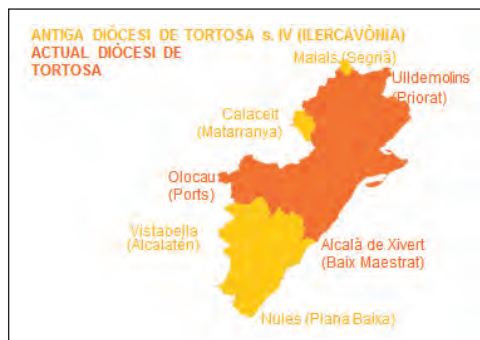 ANTIGA DIÒCESI DE TORTOSA s. IV (ILERCAVÒNIA)
ACTUAL DIÒCESI DE
TORTOSA
Maials (Segrià)
Ulldemolins
(Priorat)
Calaceit
(Matarranya)
Olocau
(Ports)
Vistabella
(Alcalatén)
Alcalà de Xivert
(Baix Maestrat)
Nules (Plana Baixa)